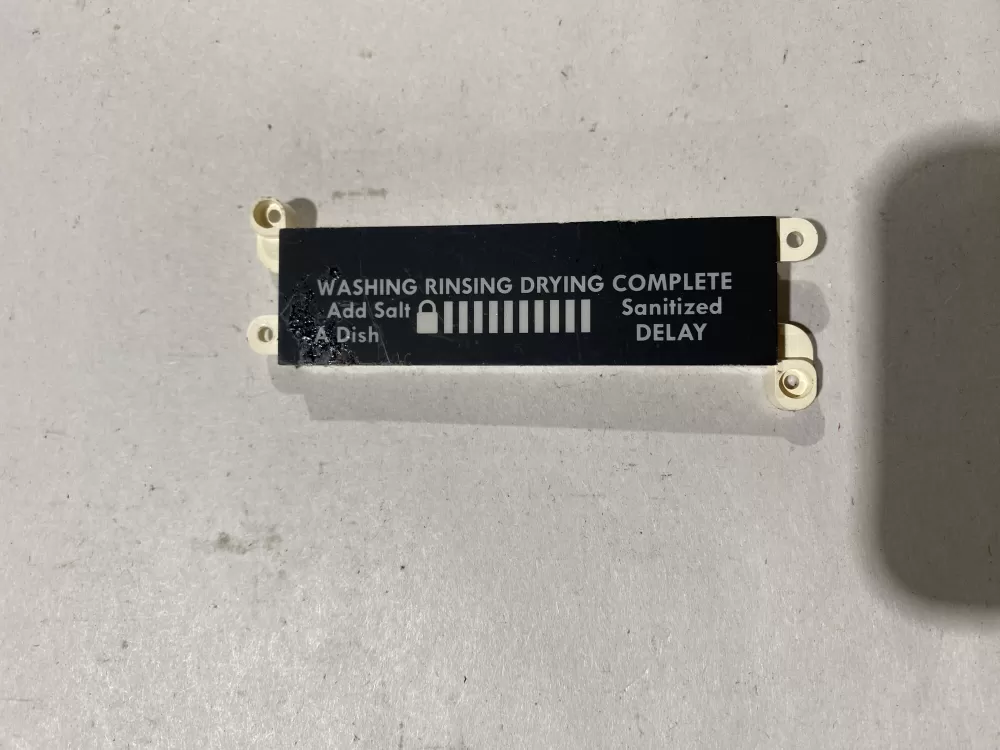 WASHING RINSING DRYING COMPLETE
Add Salt Sanitized
A Dish DELAY